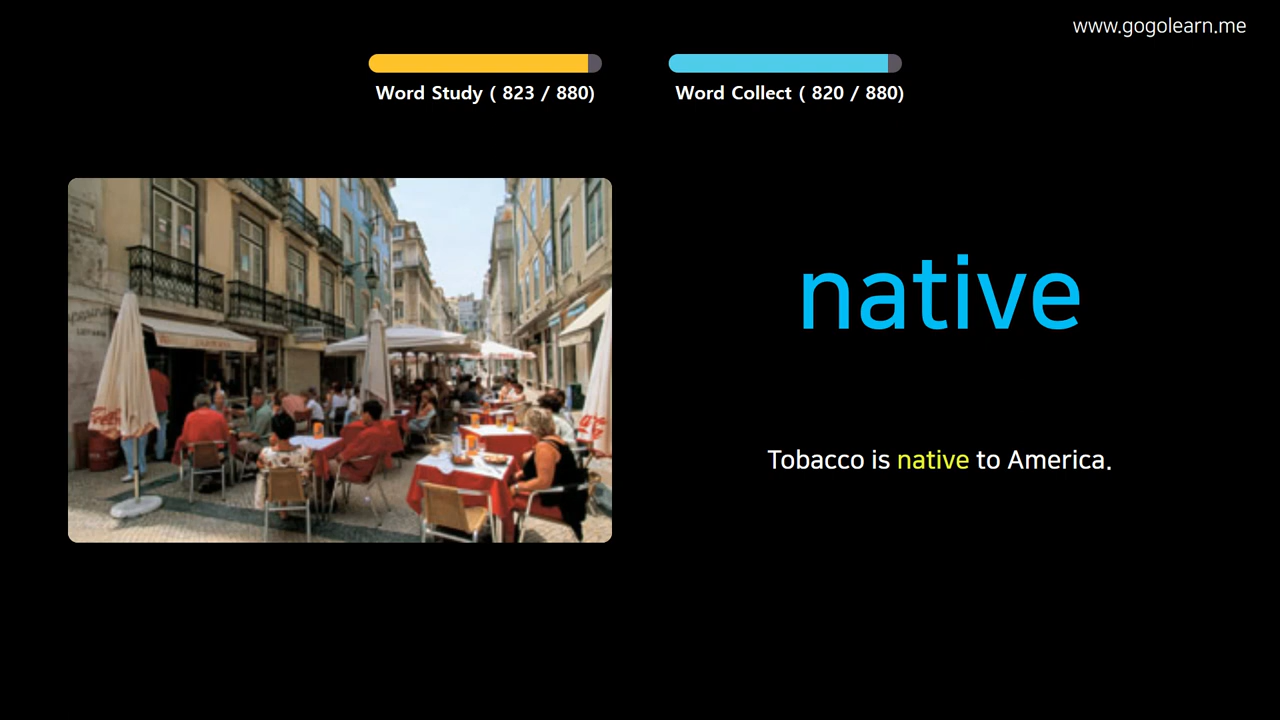 www.gogolearn.me
Word Study ( 823 / 880)
Word Collect ( 820 / 880)
native
Tobacco is native to America.